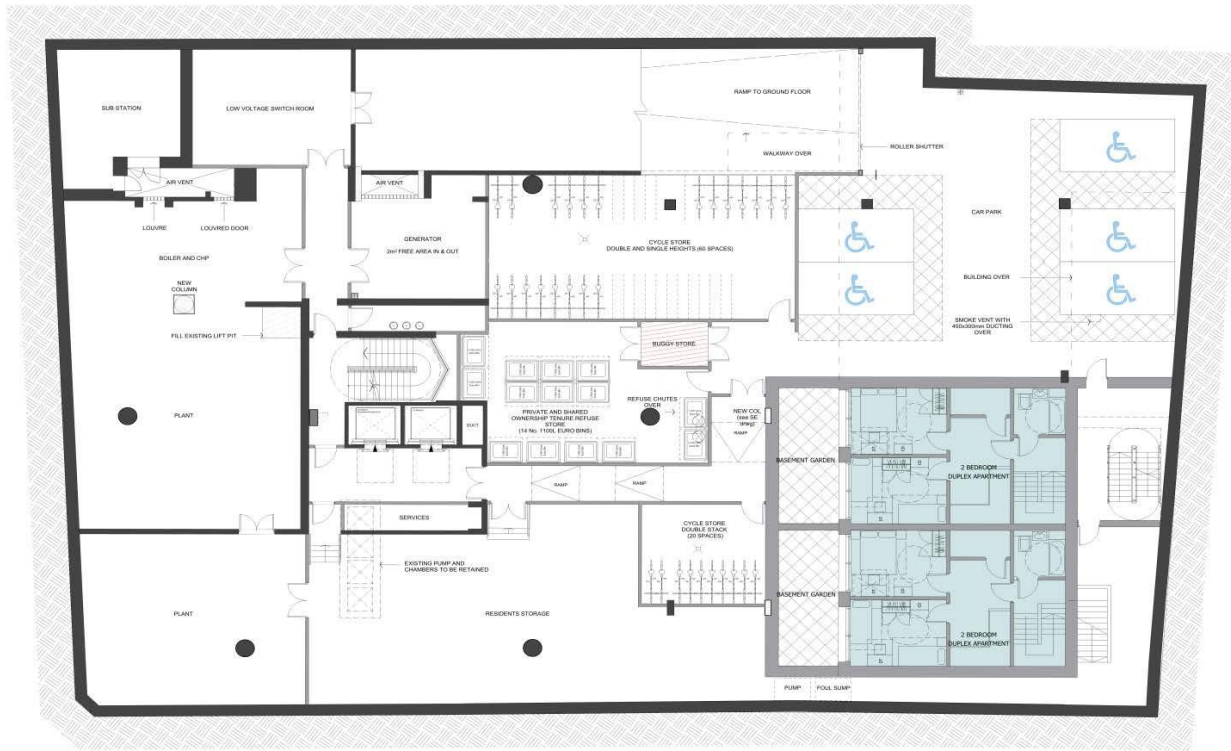 SUB STATION
LOW VOLTAGE SWITCH ROOM
RAMP TO GROUND FLOOR
ROLLER SHUTTER
WALKWAY OVER
AIR VENT
AIR VENT
LOUVRE
LOUVRED DOOR
CAR PARK
GENERATOR
2m² FREE AREA IN & OUT
CYCLE STORE
DOUBLE AND SINGLE HEIGHTS (60 SPACES)
BOILER AND CHP
NEW
COLUMN
BUILDING OVER
FILL EXISTING LIFT PIT
SMOKE VENT WITH
450x300mm DUCTING
OVER
BUGGY STORE
REFUSE CHUTES
OVER
PRIVATE AND SHARED
OWNERSHIP TENURE REFUSE
STORE
(14 No. 1100L EURO BINS)
NEW COL
(see SE
drwg)
RAMP
PLANT
DUCT
BASEMENT GARDEN
2 BEDROOM
DUPLEX APARTMENT
RAMP
RAMP
SERVICES
CYCLE STORE
DOUBLE STACK
(20 SPACES)
EXISTING PUMP AND
CHAMBERS TO BE RETAINED
PLANT
RESIDENTS STORAGE
BASEMENT GARDEN
2 BEDROOM
DUPLEX APARTMENT
PUMP
FOUL SUMP